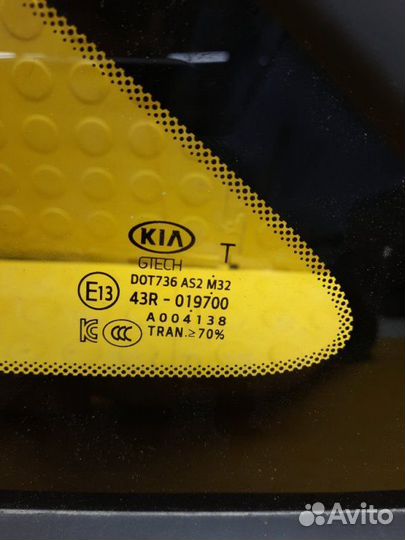 KIA
T
GTECH
DOT736 AS2 M32
E13 43R - 019700
A004138
TRAN.≥70%
Avito